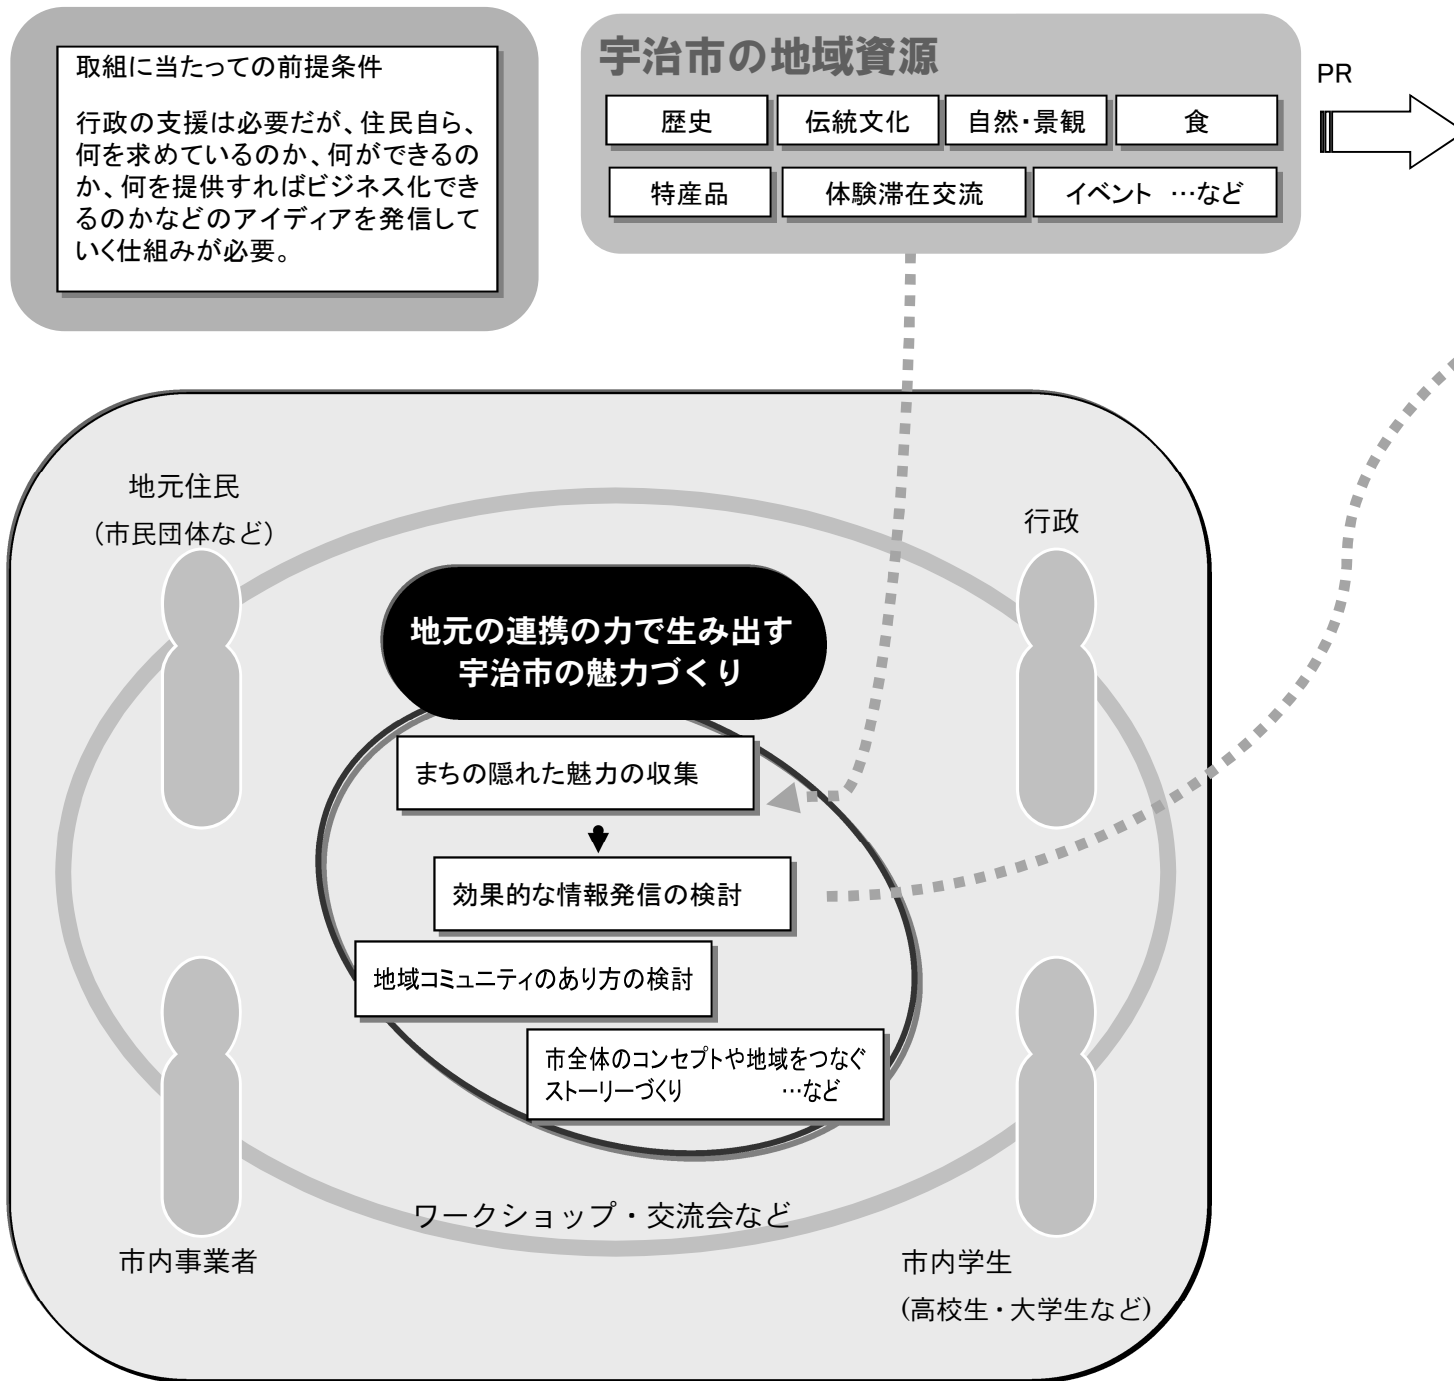 取組に当たっての前提条件
行政の支援は必要だが、住民自ら、
何を求めているのか、何ができるの
か、何を提供すればビジネス化でき
るのかなどのアイディアを発信して
いく仕組みが必要。
宇治市の地域資源
歴史
伝統文化
自然・景観
食
特産品
体験滞在交流
イベント …など
PR
地元住民
(市民団体など)
行政
地元の連携の力で生み出す
宇治市の魅力づくり
まちの隠れた魅力の収集
効果的な情報発信の検討
地域コミュニティのあり方の検討
市全体のコンセプトや地域をつなぐ
ストーリーづくり …など
ワークショップ・交流会など
市内事業者
市内学生
(高校生・大学生など)